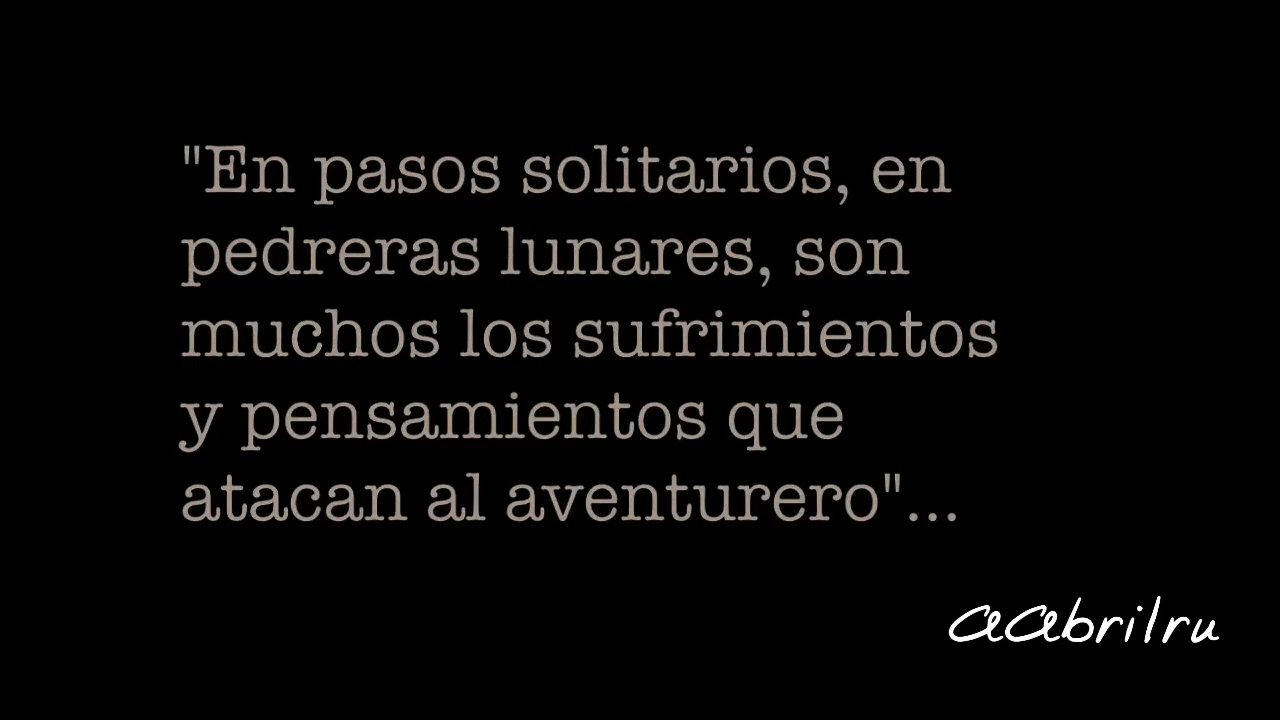 "En pasos solitarios, en
pedreras lunares, son
muchos los sufrimientos
y pensamientos que
atacan al aventurero"...
aabrilru